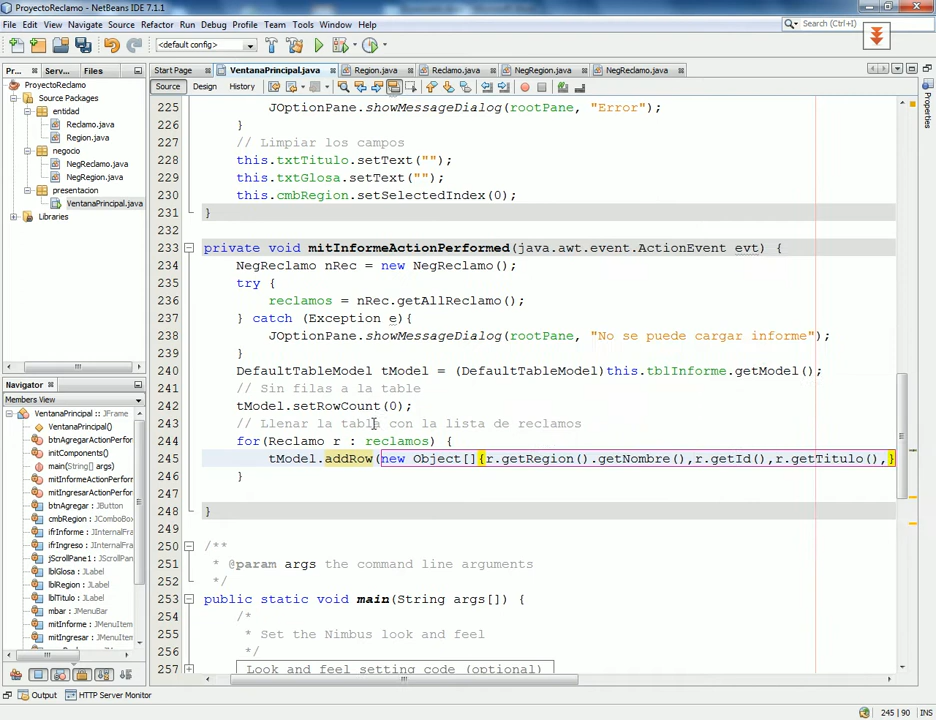 ProyectoReclamo - NetBeans IDE 7.1.1
File Edit View Navigate Source Refactor Run Debug Profile Team Tools Window Help
Search (Ctrl+I)
<default config>
Pr... Serv... Files
Start Page VentanaPrincipal.java Region.java Reclamo.java NegRegion.java NegReclamo.java
Source Design History
ProyectoReclamo
Source Packages
entidad
Reclamo.java
Region.java
negocio
NegReclamo.java
NegRegion.java
presentacion
VentanaPrincipal.java
Libraries
Navigator
Members View
VentanaPrincipal :: JFrame
VentanaPrincipal()
btnAgregarActionPerfor
independiente()
main(String[] args)
mitInformeActionPerforme
mitIngresarActionPerform
btnAgregar : JButton
cmbRegion : JComboBox
ifrInforme : JInternalFra
ifrIngreso : JInternalFra
jScrollPane1 : JScrollPan
lblGlosa : JLabel
lblRegion : JLabel
lblTitulo : JLabel
mbar : JMenuBar
mitInforme : JMenuItem
mitIngresar : JMenuItem
225 JOptionPane.showMessageDialog(rootPane, "Error");
226 }
227 // Limpiar los campos
228 this.txtTitulo.setText("");
229 this.txtGlosa.setText("");
230 this.cmbRegion.setSelectedIndex(0);
231 }
232
233 private void mitInformeActionPerformed(java.awt.event.ActionEvent evt) {
234 NegReclamo nRec = new NegReclamo();
235 try {
236 reclamos = nRec.getAllReclamo();
237 } catch (Exception e){
238 JOptionPane.showMessageDialog(rootPane, "No se puede cargar informe");
239 }
240 DefaultTableModel tModel = (DefaultTableModel)this.tblInforme.getModel();
241 // Sin filas a la table
242 tModel.setRowCount(0);
243 // Llenar la tabla con la lista de reclamos
244 for(Reclamo r : reclamos) {
245 tModel.addRow(new Object[]{r.getRegion().getNombre(),r.getId(),r.getTitulo(),}
246 }
247
248 }
249
250 /**
251 * @param args the command line arguments
252 */
253 public static void main(String args[]) {
254 /*
255 * Set the Nimbus look and feel
256 */
257 Look and feel setting code (optional)
Properties
Output HTTP Server Monitor
245 | 90 INS